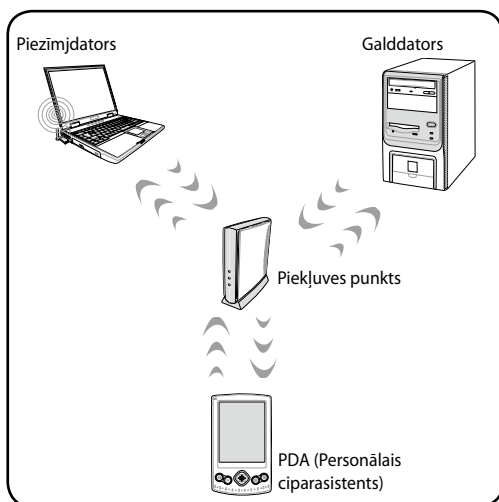 Piezīmjdators
Galddators
Piekļuves punkts
PDA (Personālais
ciparasistents)